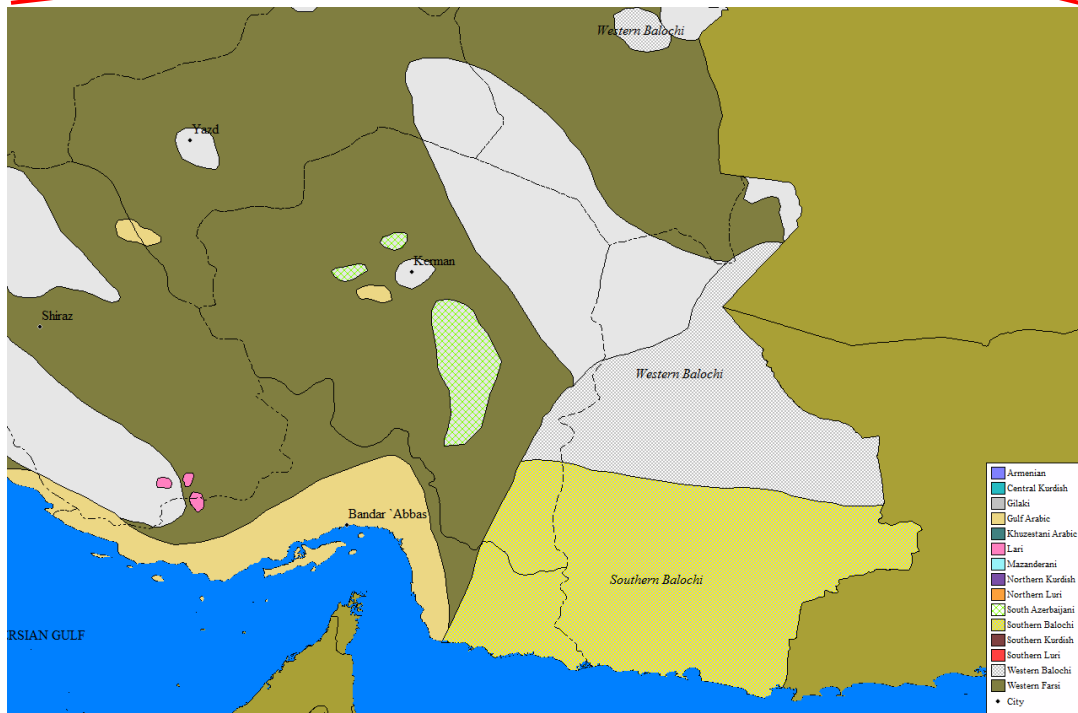 Western Balochi
Yazd
Kerman
Shiraz
Western Balochi
Bandar `Abbas
Southern Balochi
ERSIAN GULF
Armenian
Central Kurdish
Gilaki
Gulf Arabic
Khuzestani Arabic
Lari
Mazanderani
Northern Kurdish
Northern Luri
South Azerbaijani
Southern Balochi
Southern Kurdish
Southern Luri
Western Balochi
Western Farsi
City